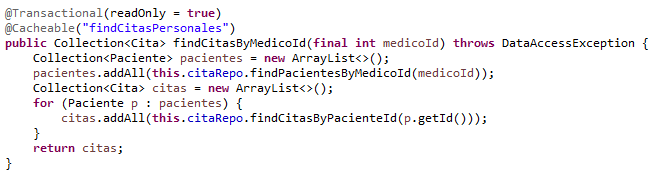 @Transactional(readOnly = true)
@Cacheable("findCitasPersonales")
public Collection<Cita> findCitasByMedicoId(final int medicoId) throws DataAccessException {
    Collection<Paciente> pacientes = new ArrayList<>();
    pacientes.addAll(this.citaRepo.findPacientesByMedicoId(medicoId));
    Collection<Cita> citas = new ArrayList<>();
    for (Paciente p : pacientes) {
        citas.addAll(this.citaRepo.findCitasByPacienteId(p.getId()));
    }
    return citas;
}